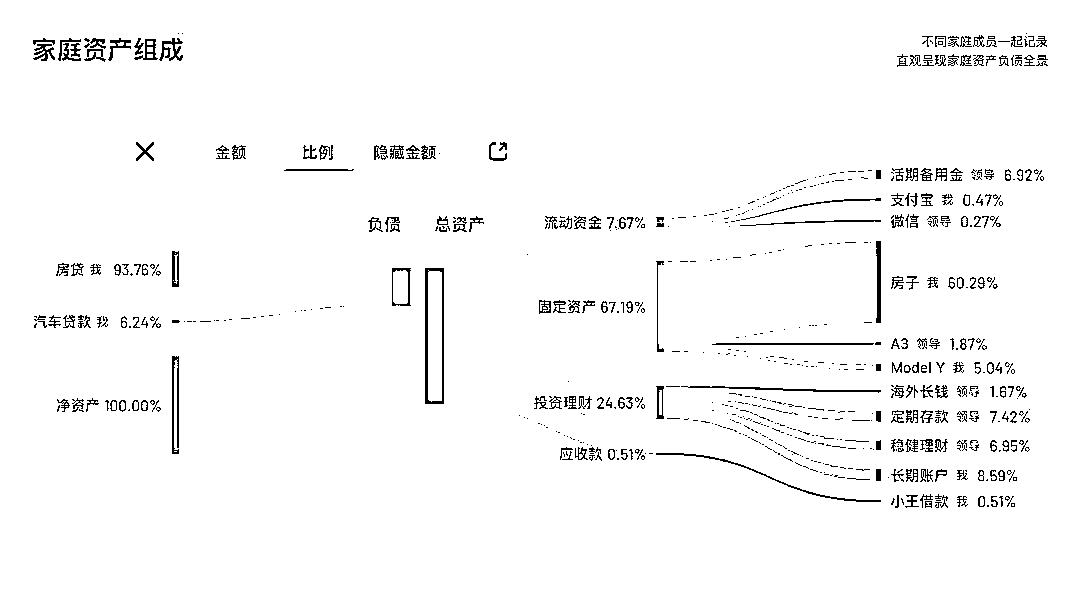 家庭资产组成
不同家庭成员一起记录
直观呈现家庭资产负债全景
金额 比例 隐藏金额
负债 总资产
房贷 我 93.76%
汽车贷款 我 6.24%
净资产 100.00%
流动资金 7.67%
固定资产 67.19%
投资理财 24.63%
应收款 0.51%
活期备用金 领导 6.92%
支付宝 我 0.47%
微信 领导 0.27%
房子 我 60.29%
A3 领导 1.87%
Model Y 我 5.04%
海外长钱 领导 1.67%
定期存款 领导 7.42%
稳健理财 领导 6.95%
长期账户 我 8.59%
小王借款 我 0.51%